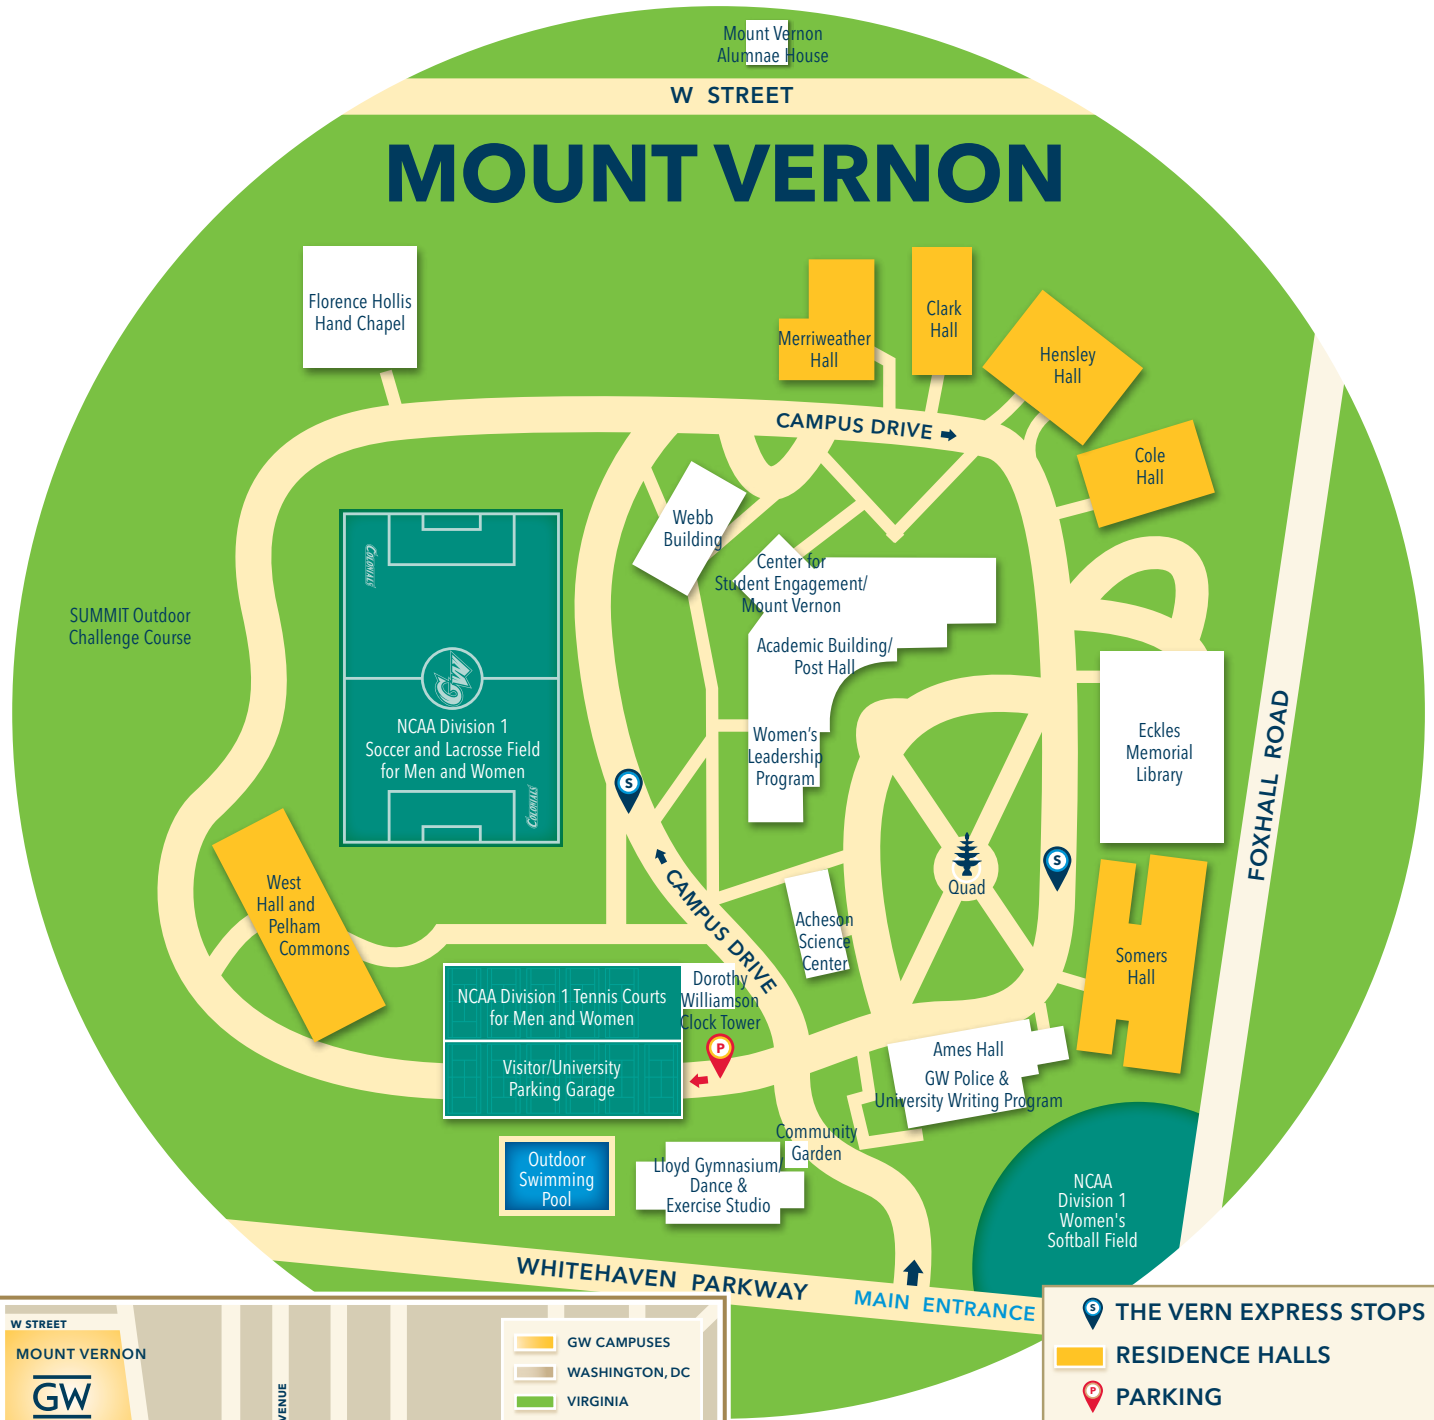 Mount Vernon
Alumnae House
W STREET
MOUNT VERNON
Florence Hollis
Hand Chapel
Merriweather
Hall
Clark
Hall
Hensley
Hall
CAMPUS DRIVE
Cole
Hall
Webb
Building
COLONIALS
Center for
Student Engagement/
Mount Vernon
SUMMIT Outdoor
Challenge Course
Academic Building/
Post Hall
GW
NCAA Division 1
Soccer and Lacrosse Field
for Men and Women
Women's
Leadership
Program
Eckles
Memorial
Library
FOXHALL ROAD
COLONIALS
S
S
Quad
CAMPUS DRIVE
West
Hall and
Pelham
Commons
Acheson
Science
Center
Somers
Hall
NCAA Division 1 Tennis Courts
for Men and Women
Dorothy
Williamson
Clock Tower
P
Visitor/University
Parking Garage
Ames Hall
GW Police &
University Writing Program
Community
Garden
Outdoor
Swimming
Pool
Lloyd Gymnasium/
Dance &
Exercise Studio
NCAA
Division 1
Women's
Softball Field
WHITEHAVEN PARKWAY
MAIN ENTRANCE
S THE VERN EXPRESS STOPS
RESIDENCE HALLS
P PARKING
W STREET
MOUNT VERNON
GW
GW CAMPUSES
WASHINGTON, DC
VIRGINIA